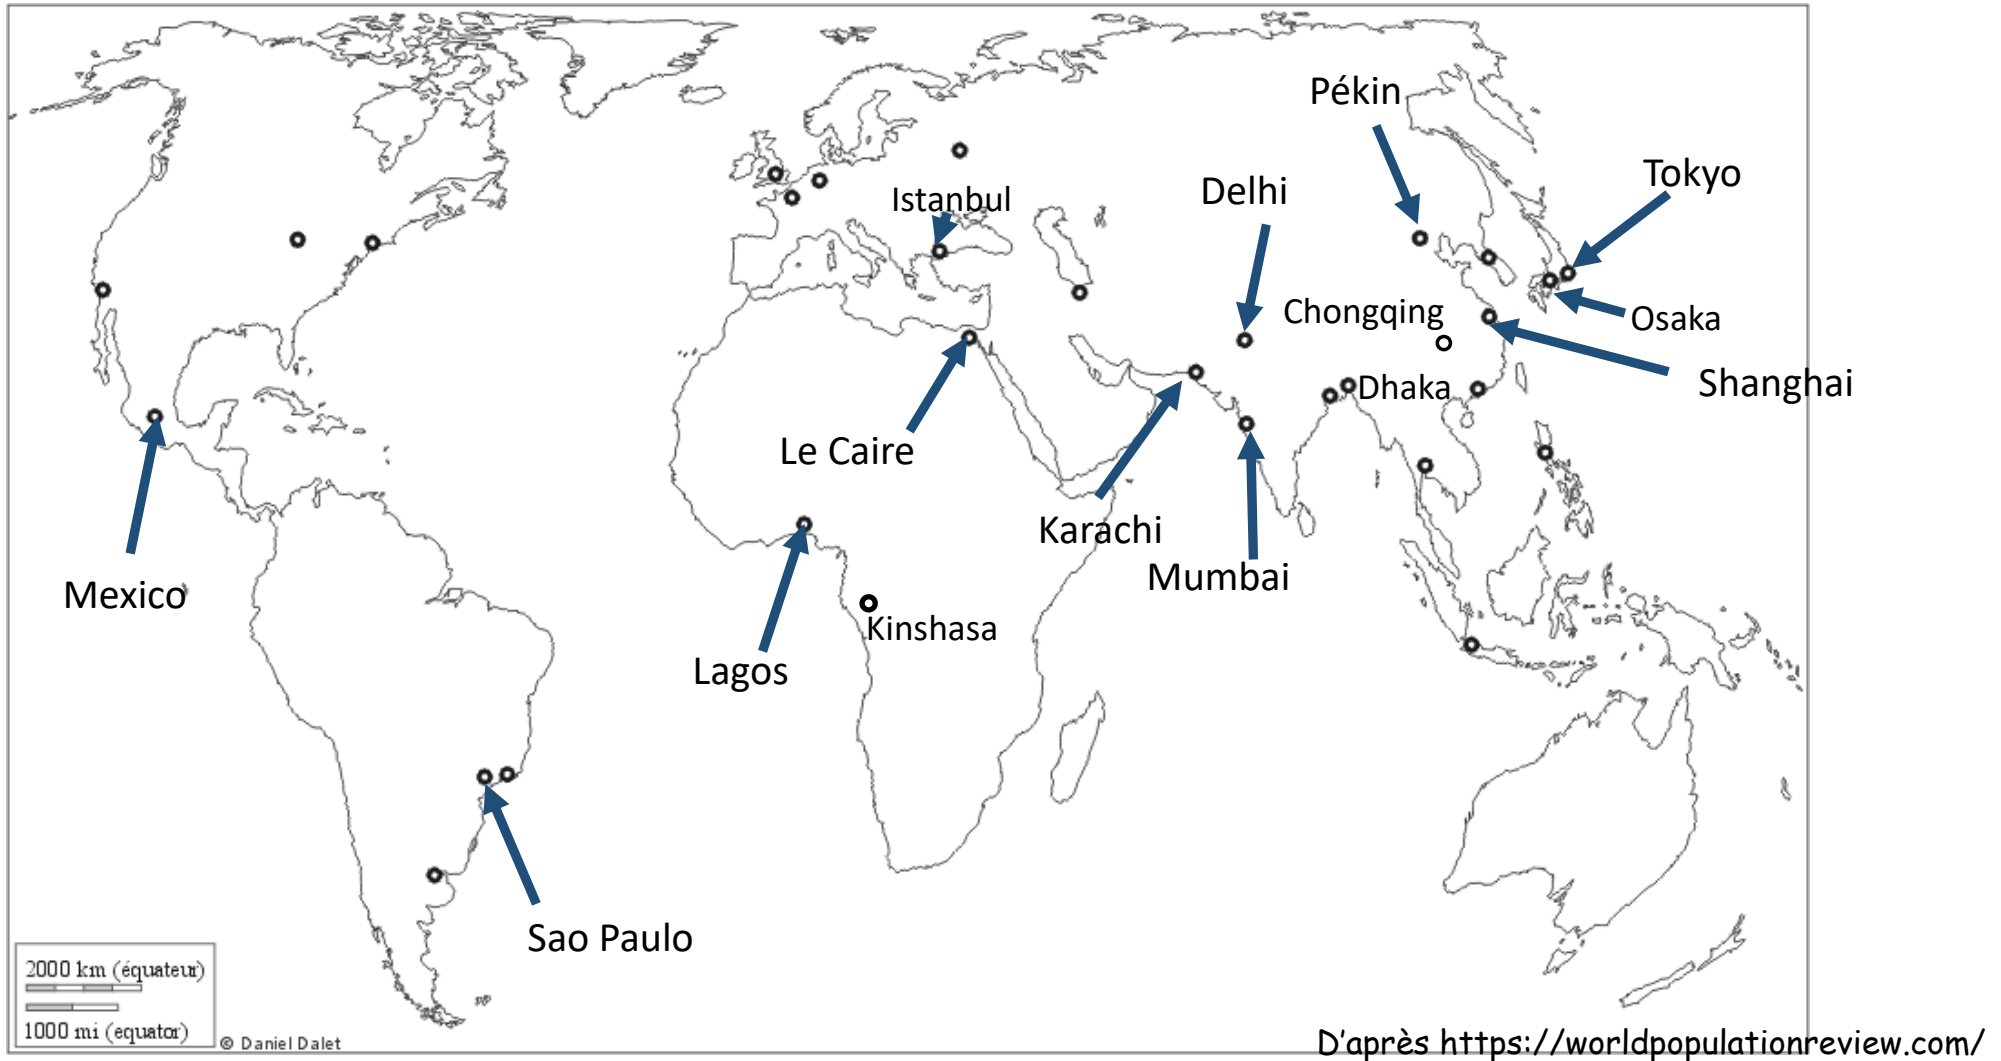 Pékin
Tokyo
Delhi
Istanbul
Chongqing
Osaka
Shanghai
Dhaka
Le Caire
Karachi
Mumbai
Mexico
Kinshasa
Lagos
Sao Paulo
2000 km (équateur)
1000 mi (equator)
© Daniel Dalet
D'après https://worldpopulationreview.com/